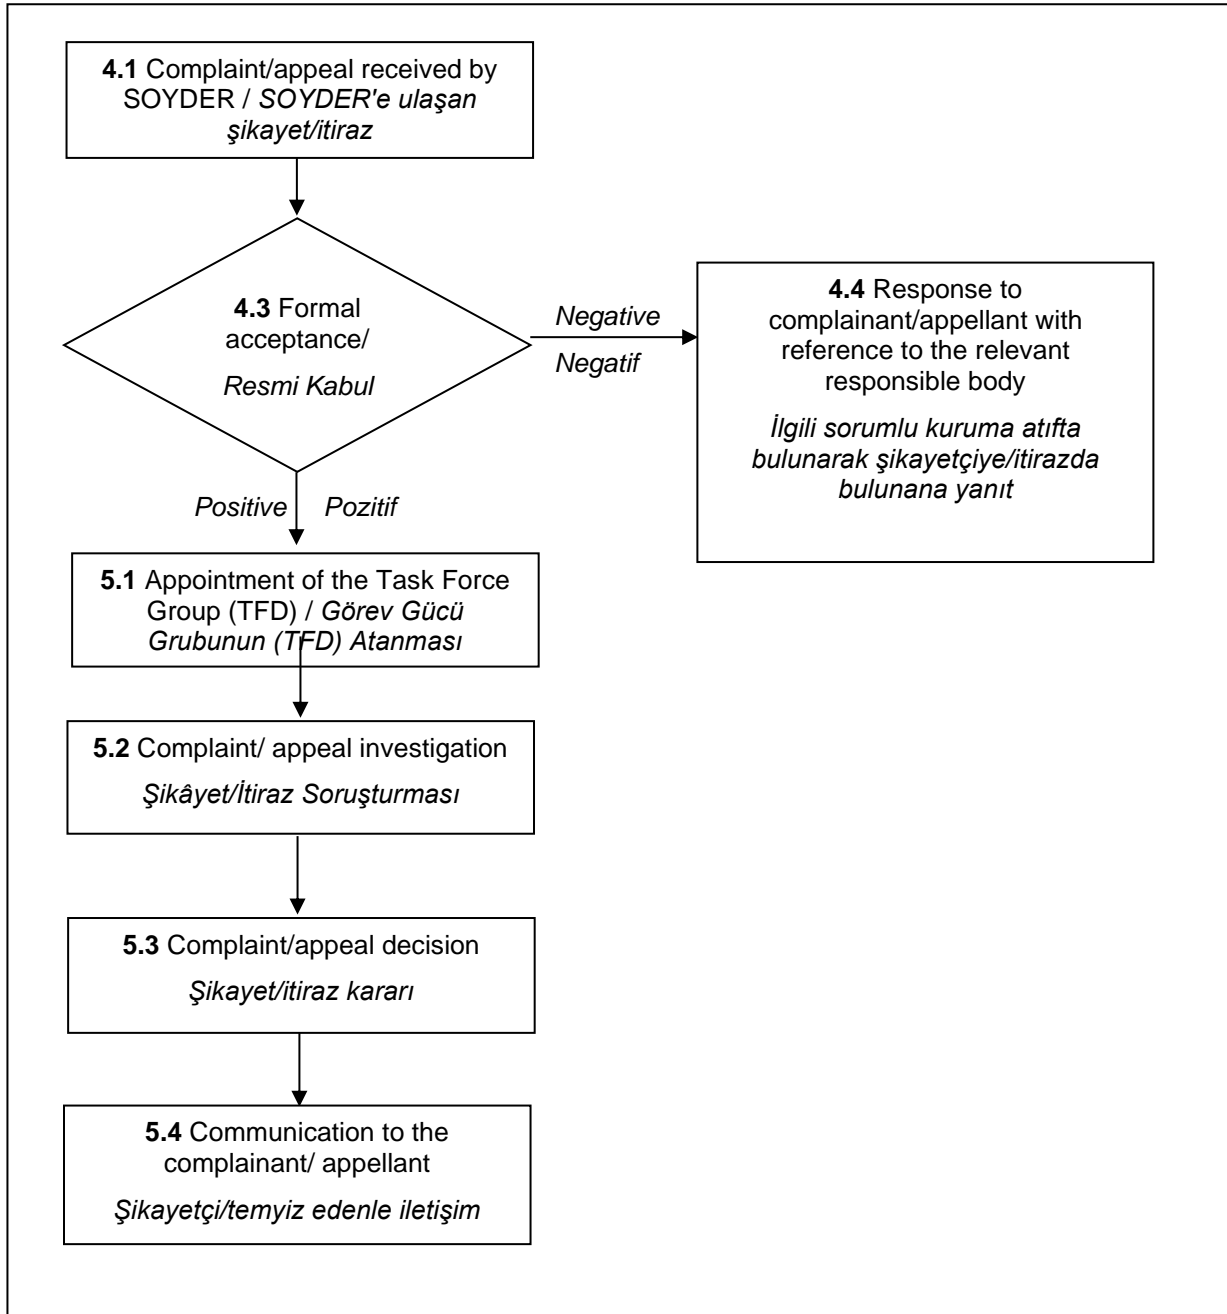 4.1 Complaint/appeal received by
SOYDER / SOYDER'e ulaşan
şikayet/itiraz
4.3 Formal
acceptance/
Resmi Kabul
Negative
Negatif
4.4 Response to
complainant/appellant with
reference to the relevant
responsible body
İlgili sorumlu kuruma atıfta
bulunarak şikayetçiye/itirazda
bulunana yanıt
Positive Pozitif
5.1 Appointment of the Task Force
Group (TFD) / Görev Gücü
Grubunun (TFD) Atanması
5.2 Complaint/ appeal investigation
Şikâyet/İtiraz Soruşturması
5.3 Complaint/appeal decision
Şikayet/itiraz kararı
5.4 Communication to the
complainant/ appellant
Şikayetçi/temyiz edenle iletişim